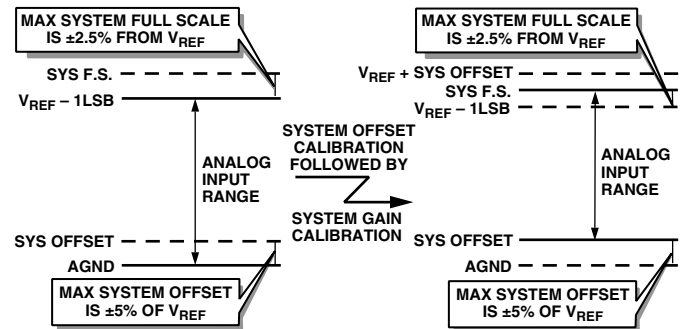 MAX SYSTEM FULL SCALE
IS ±2.5% FROM VREF
SYS F.S.
VREF – 1LSB
ANALOG
INPUT
RANGE
SYS OFFSET
AGND
MAX SYSTEM OFFSET
IS ±5% OF VREF
SYSTEM OFFSET
CALIBRATION
FOLLOWED BY
SYSTEM GAIN
CALIBRATION
MAX SYSTEM FULL SCALE
IS ±2.5% FROM VREF
VREF + SYS OFFSET
SYS F.S.
VREF – 1LSB
ANALOG
INPUT
RANGE
SYS OFFSET
AGND
MAX SYSTEM OFFSET
IS ±5% OF VREF